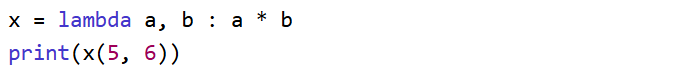 x = lambda a, b : a * b
print(x(5, 6))